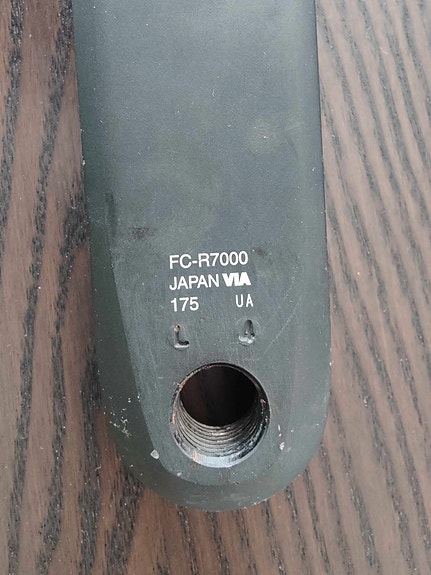 FC-R7000
JAPAN VIA
175 UA
L A